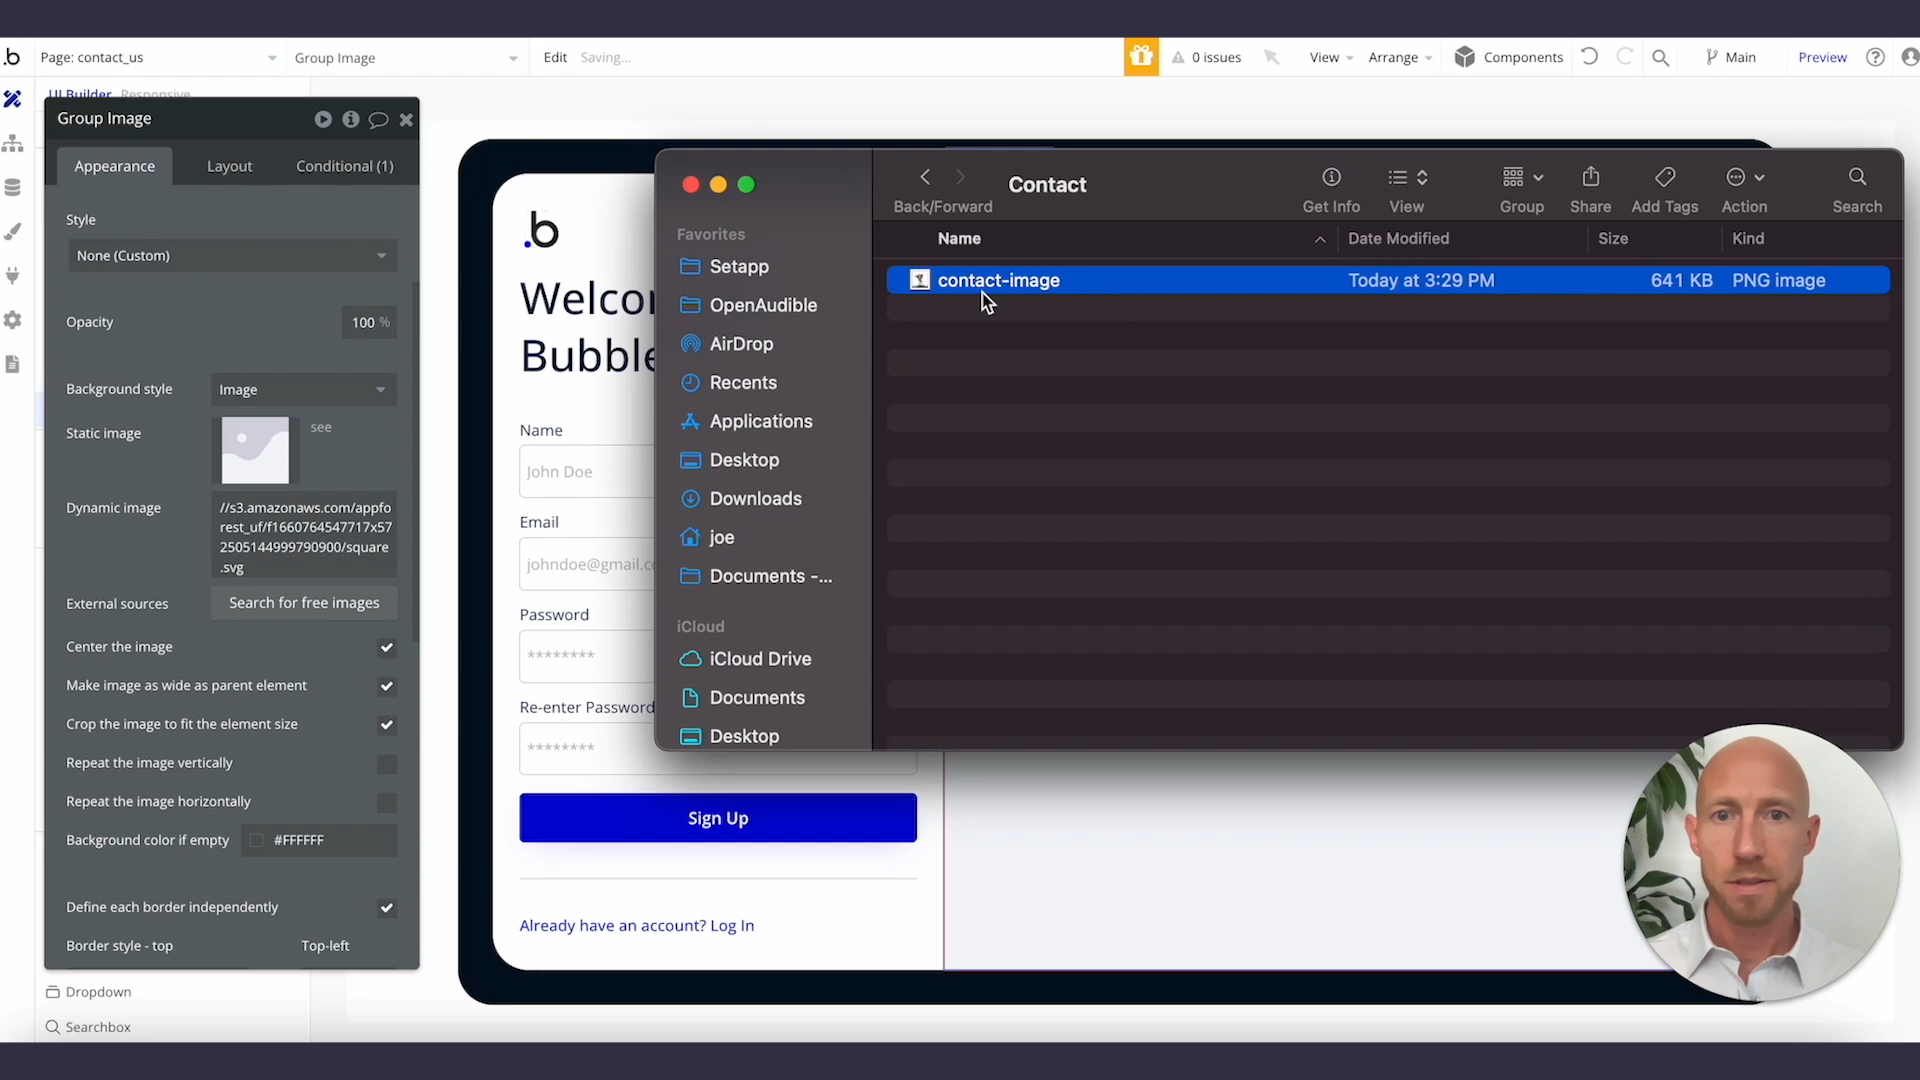 b
Page: contact_us
Group Image
Edit
Saving...
0 issues
View
Arrange
Components
Main
Preview
UI Builder
Responsive
Group Image
Appearance
Layout
Conditional (1)
Style
None (Custom)
Opacity
100 %
Background style
Image
Static image
see
Dynamic image
//s3.amazonaws.com/appfo
rest_uf/f1660764547717x57
2505144999790900/square
.svg
External sources
Search for free images
Center the image
Make image as wide as parent element
Crop the image to fit the element size
Repeat the image vertically
Repeat the image horizontally
Background color if empty
#FFFFFF
Define each border independently
Border style - top
Top-left
Dropdown
Searchbox
.b
Bubble
Name
John Doe
Email
Password
********
Re-enter Password
********
Sign Up
Already have an account? Log In
Back/Forward
Contact
Get Info
View
Group
Share
Add Tags
Action
Search
Favorites
Setapp
OpenAudible
AirDrop
Recents
Applications
Desktop
Downloads
joe
Documents -...
iCloud
iCloud Drive
Documents
Desktop
Name
Date Modified
Size
Kind
contact-image
Today at 3:29 PM
641 KB
PNG image